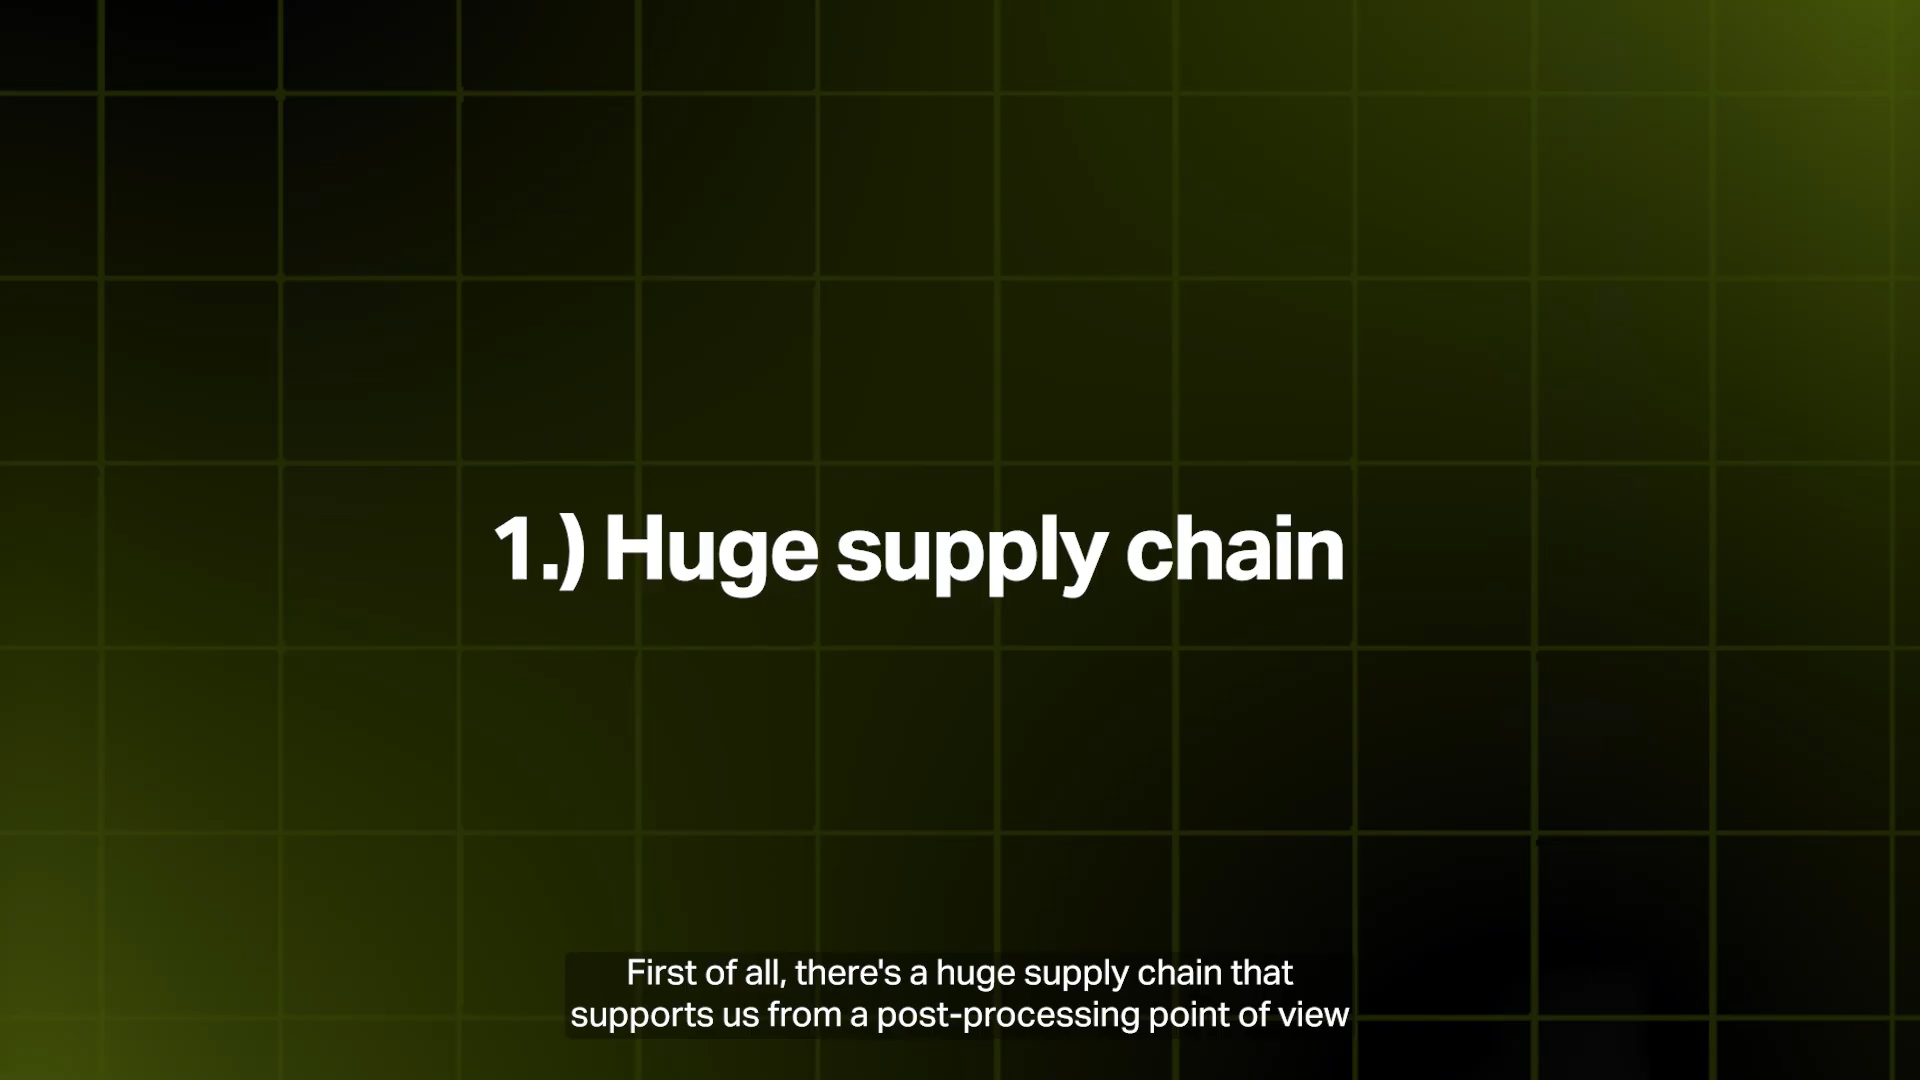 1.) Huge supply chain
First of all, there's a huge supply chain that
supports us from a post-processing point of view